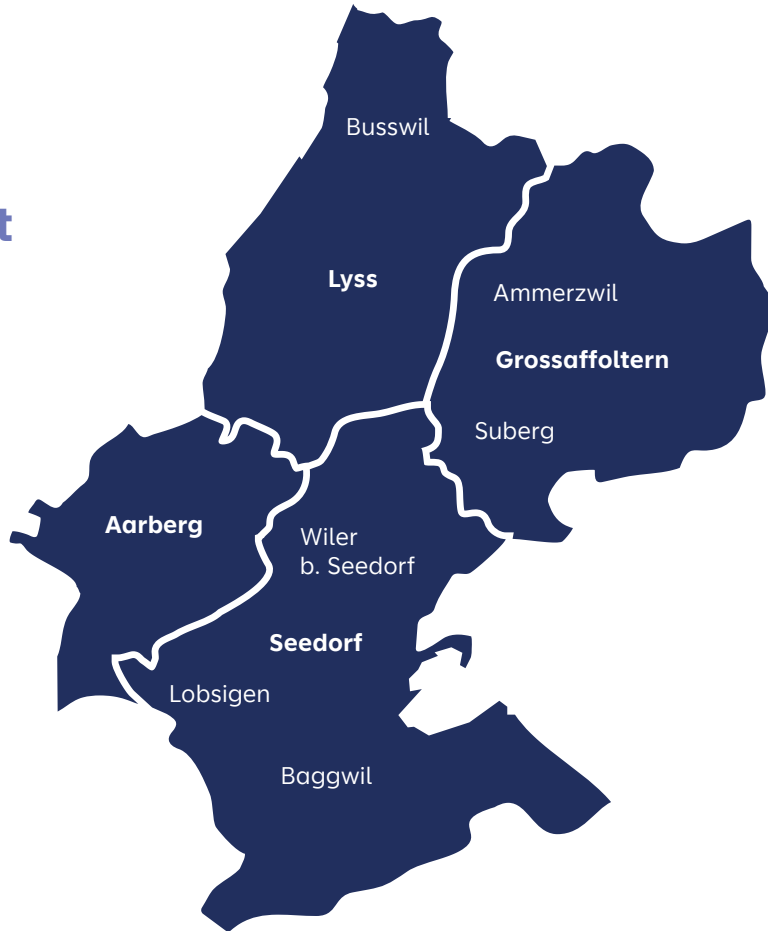 Busswil
t
Lyss
Ammerzwil
Grossaffoltern
Suberg
Aarberg
Wiler
b. Seedorf
Seedorf
Lobsigen
Baggwil